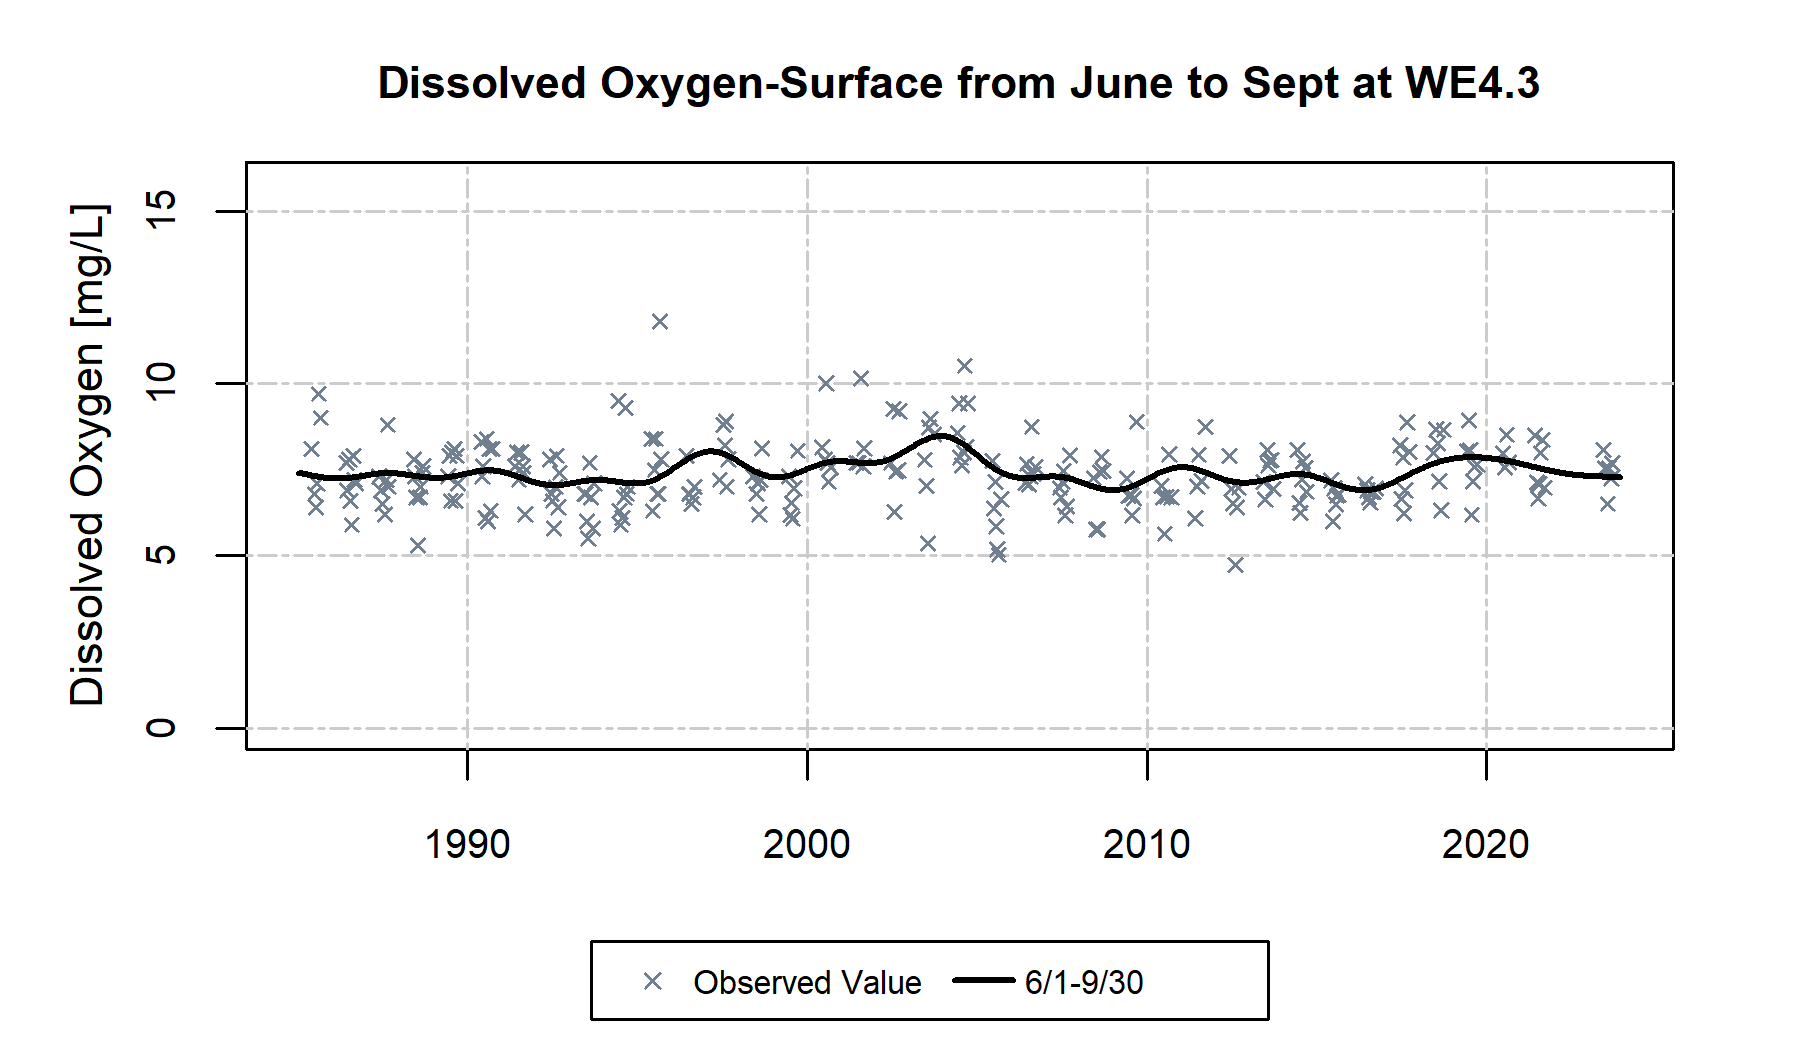 Dissolved Oxygen-Surface from June to Sept at WE4.3
Dissolved Oxygen [mg/L]
15
10
5
0
1990 2000 2010 2020
Observed Value 6/1-9/30